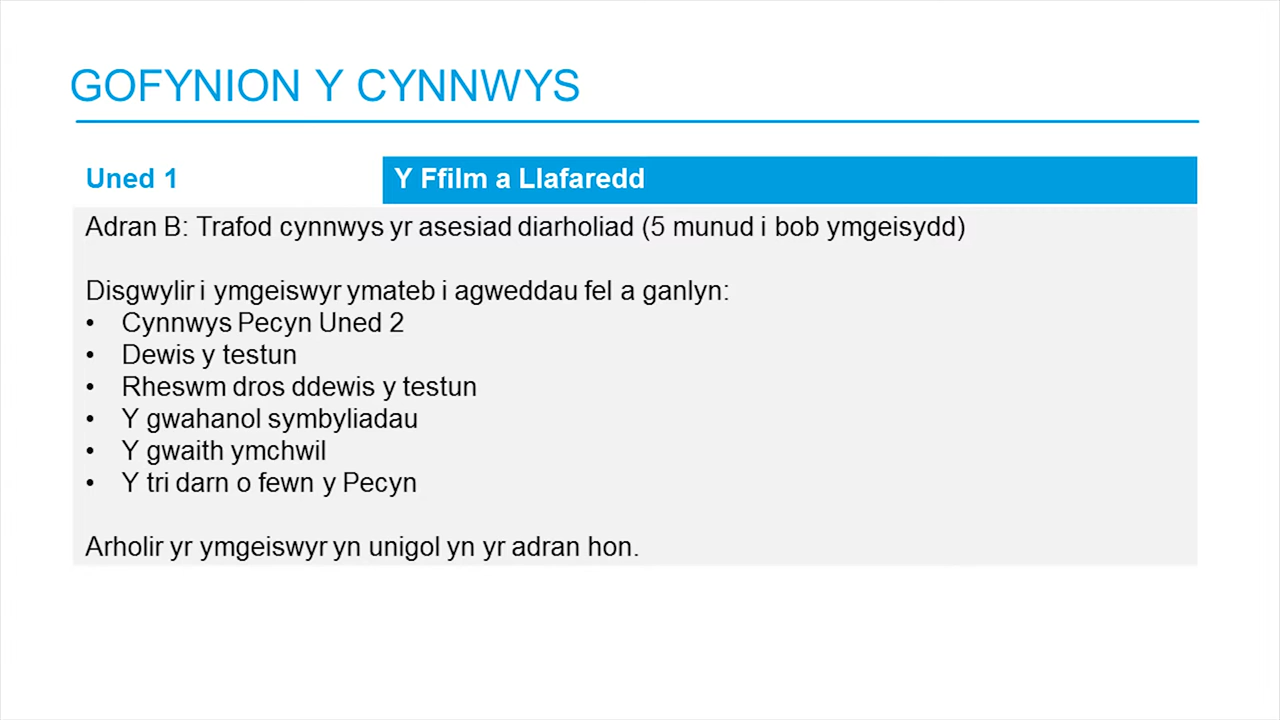 GOFYNION Y CYNNWYS
Uned 1
Y Ffilm a Llafaredd
Adran B: Trafod cynnwys yr asesiad diarholiad (5 munud i bob ymgeisydd)
Disgwylir i ymgeiswyr ymateb i agweddau fel a ganlyn:
• Cynnwys Pecyn Uned 2
• Dewis y testun
• Rheswm dros ddewis y testun
• Y gwahanol symbyliadau
• Y gwaith ymchwil
• Y tri darn o fewn y Pecyn
Arholir yr ymgeiswyr yn unigol yn yr adran hon.